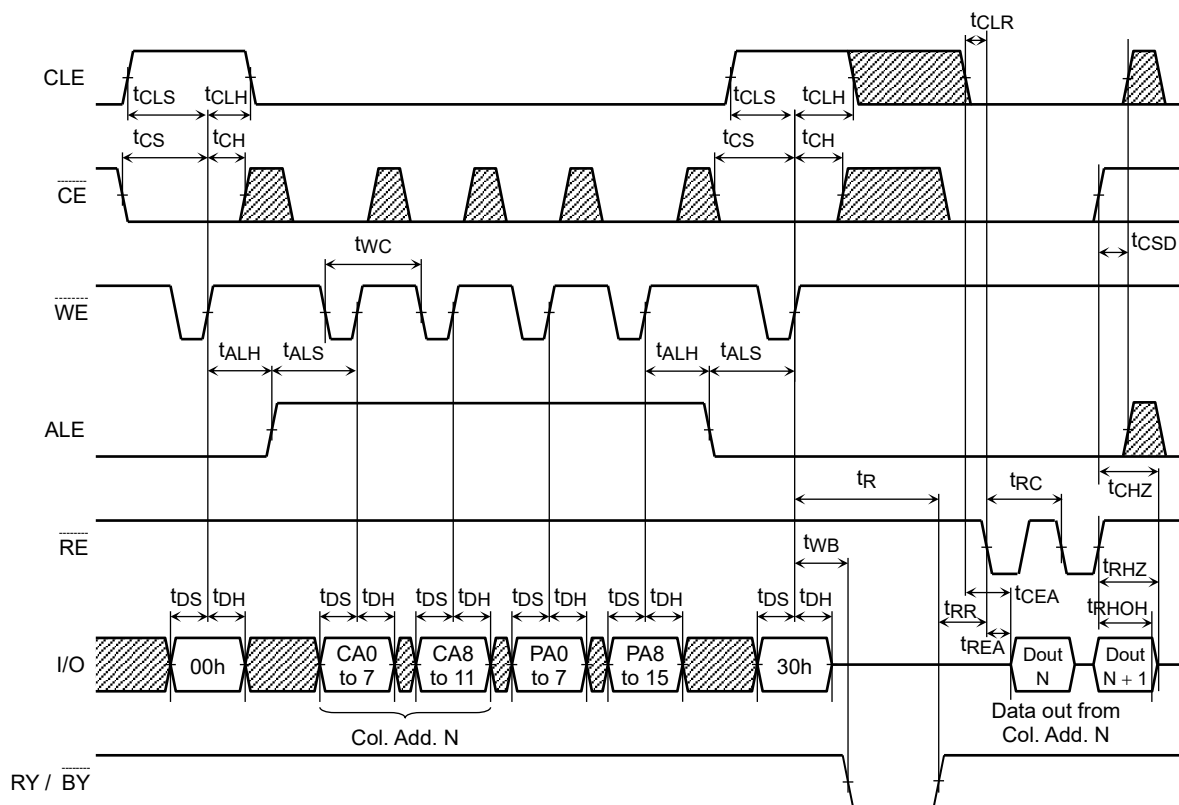 tCLR
CLE
tCLS tCLH tCLS tCLH
tCS tCH tCS tCH
CE
tWC tCSD
WE
tALH tALS tALH tALS
ALE
tR tRC tCHZ
RE
tWB tRHZ
tCEA
tDS tDH tDS tDH tDS tDH tDS tDH tDS tDH tDS tDH tRR tRHOH
tREA
I/O 00h CA0 to 7 CA8 to 11 PA0 to 7 PA8 to 15 30h Dout N Dout N + 1
Col. Add. N
Data out from
Col. Add. N
RY / BY